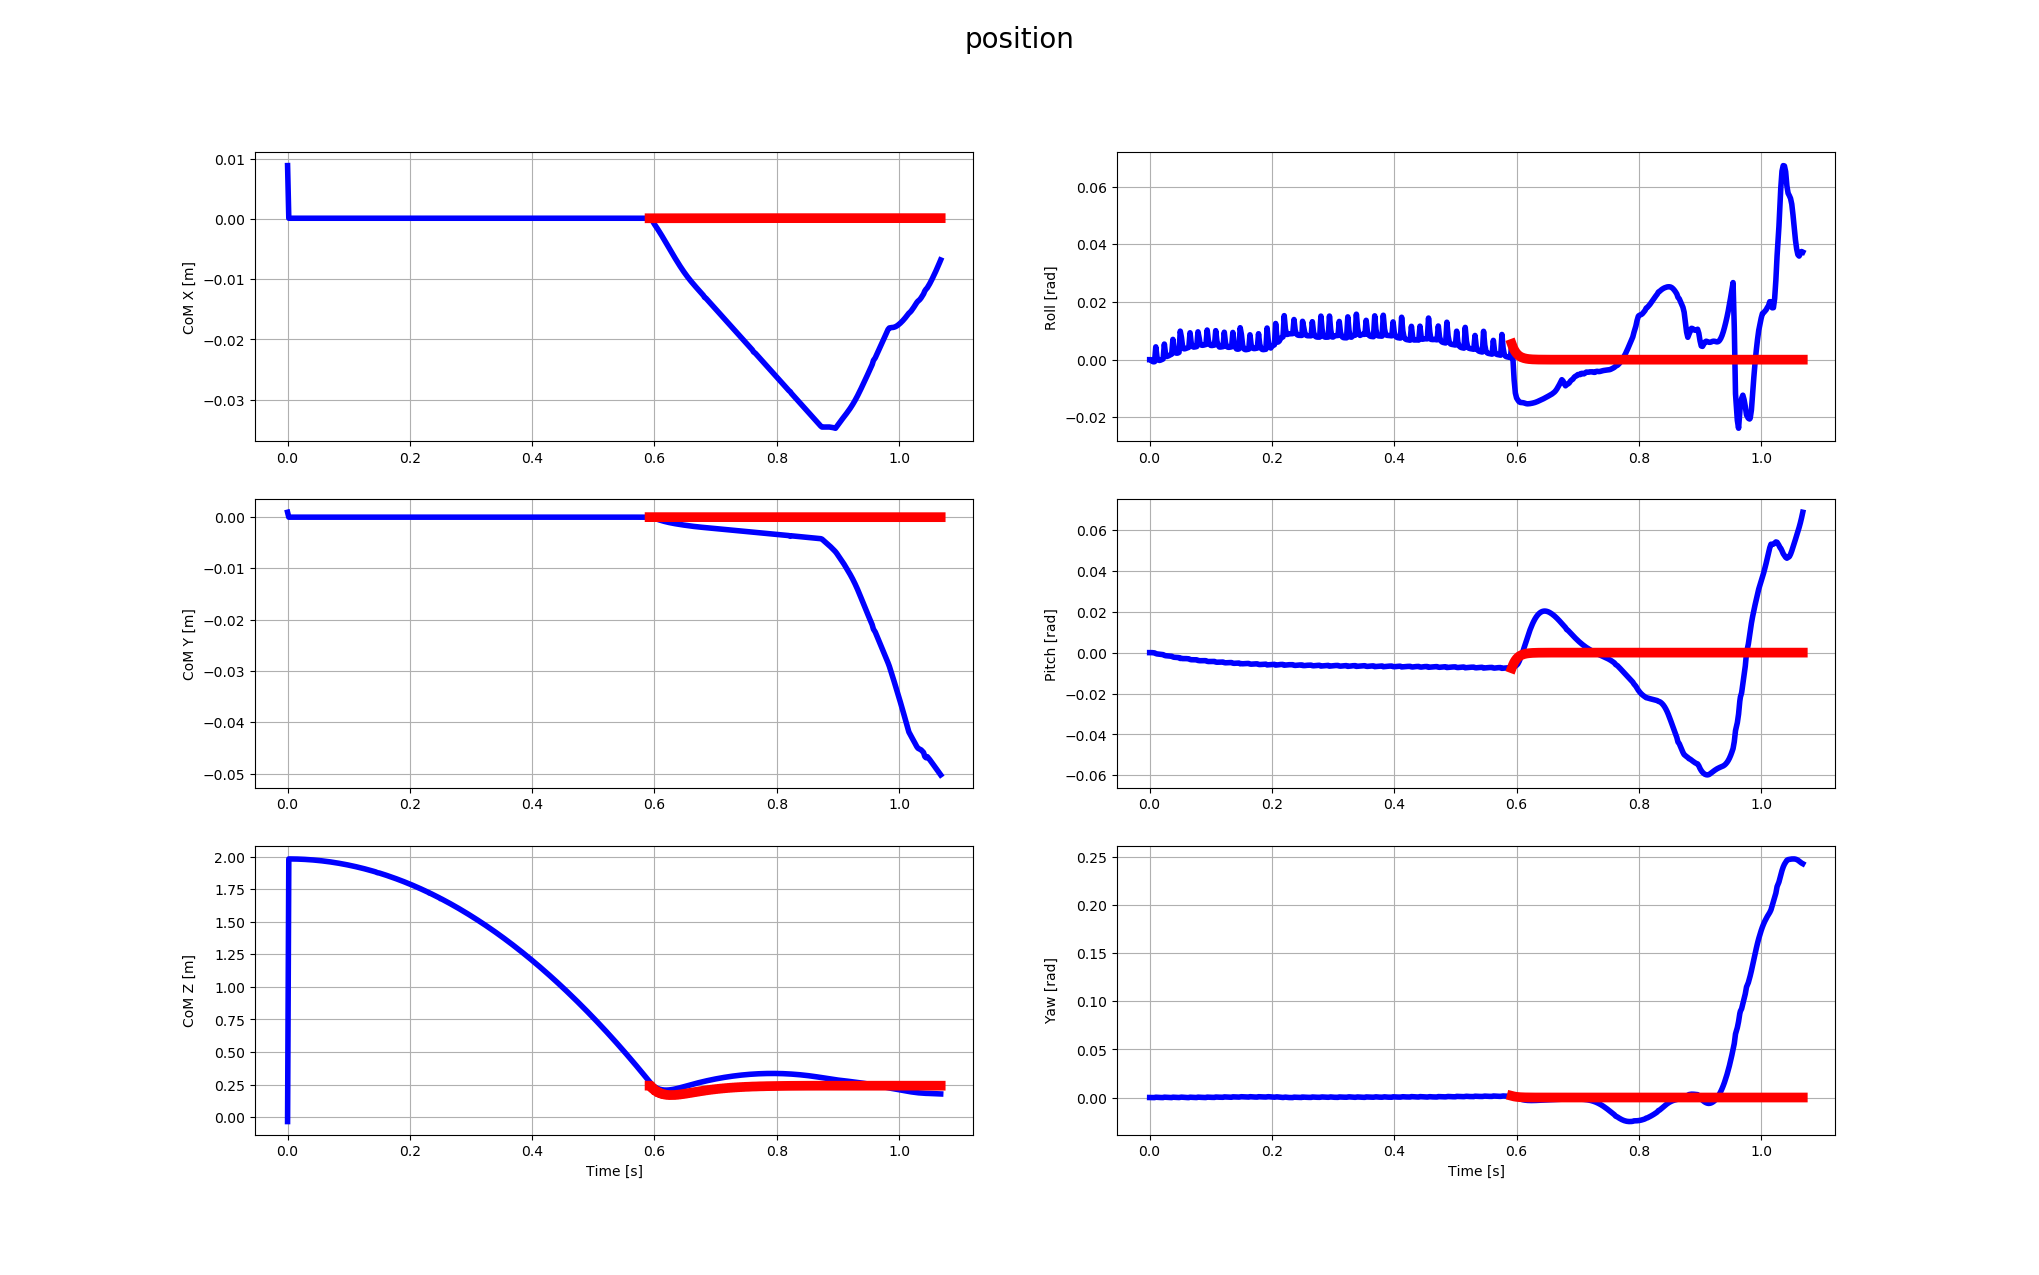 position
CoM X [m]
0.01
0.00
−0.01
−0.02
−0.03
0.0 0.2 0.4 0.6 0.8 1.0
Roll [rad]
0.06
0.04
0.02
0.00
−0.02
0.0 0.2 0.4 0.6 0.8 1.0
CoM Y [m]
0.00
−0.01
−0.02
−0.03
−0.04
−0.05
0.0 0.2 0.4 0.6 0.8 1.0
Pitch [rad]
0.06
0.04
0.02
0.00
−0.02
−0.04
−0.06
0.0 0.2 0.4 0.6 0.8 1.0
CoM Z [m]
2.00
1.75
1.50
1.25
1.00
0.75
0.50
0.25
0.00
0.0 0.2 0.4 0.6 0.8 1.0
Time [s]
Yaw [rad]
0.25
0.20
0.15
0.10
0.05
0.00
0.0 0.2 0.4 0.6 0.8 1.0
Time [s]